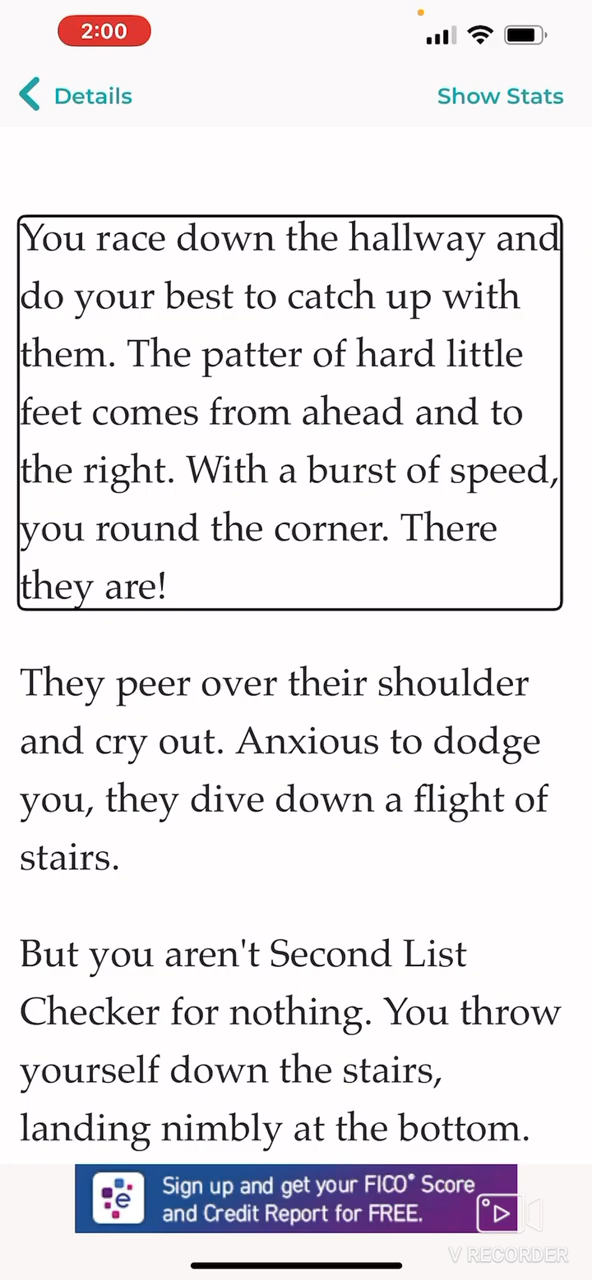 2:00
Details
Show Stats
You race down the hallway and
do your best to catch up with
them. The patter of hard little
feet comes from ahead and to
the right. With a burst of speed,
you round the corner. There
they are!
They peer over their shoulder
and cry out. Anxious to dodge
you, they dive down a flight of
stairs.
But you aren't Second List
Checker for nothing. You throw
yourself down the stairs,
landing nimbly at the bottom.
e
Sign up and get your FICO® Score
and Credit Report for FREE.
V RECORDER